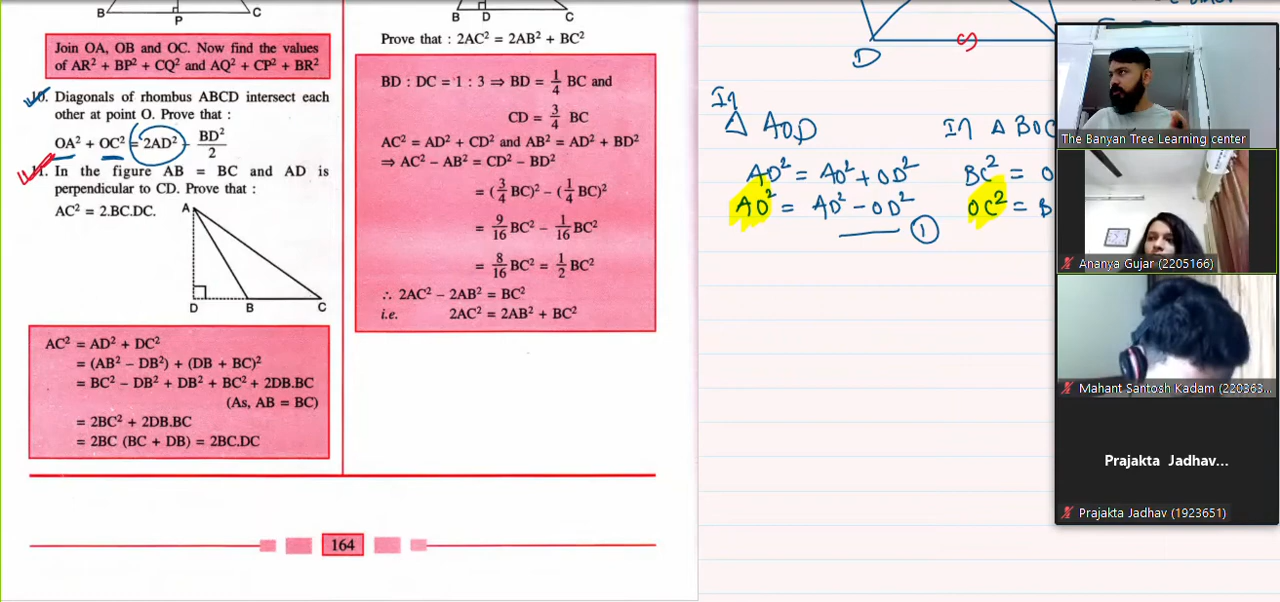 B
P
C
Join OA, OB and OC. Now find the values
of AR² + BP² + CQ² and AQ² + CP² + BR²
10. Diagonals of rhombus ABCD intersect each
other at point O. Prove that :
OA² + OC² = 2AD² - BD²/2
11. In the figure AB = BC and AD is
perpendicular to CD. Prove that :
AC² = 2.BC.DC.
A
D
B
C
AC² = AD² + DC²
= (AB² – DB²) + (DB + BC)²
= BC² – DB² + DB² + BC² + 2DB.BC
(As, AB = BC)
= 2BC² + 2DB.BC
= 2BC (BC + DB) = 2BC.DC
B
D
C
Prove that : 2AC² = 2AB² + BC²
BD : DC = 1 : 3 ⇒ BD = 1/4 BC and
CD = 3/4 BC
AC² = AD² + CD² and AB² = AD² + BD²
⇒ AC² – AB² = CD² – BD²
= (3/4 BC)² – (1/4 BC)²
= 9/16 BC² – 1/16 BC²
= 8/16 BC² = 1/2 BC²
∴ 2AC² – 2AB² = BC²
i.e. 2AC² = 2AB² + BC²
164
D
In
Δ AOD
AD² = AO² + OD²
AO² = AD² – OD²
1
In Δ BOC
BC² = O
OC² = B
The Banyan Tree Learning center
Ananya Gujar (2205166)
Mahant Santosh Kadam (220363...
Prajakta Jadhav...
Prajakta Jadhav (1923651)